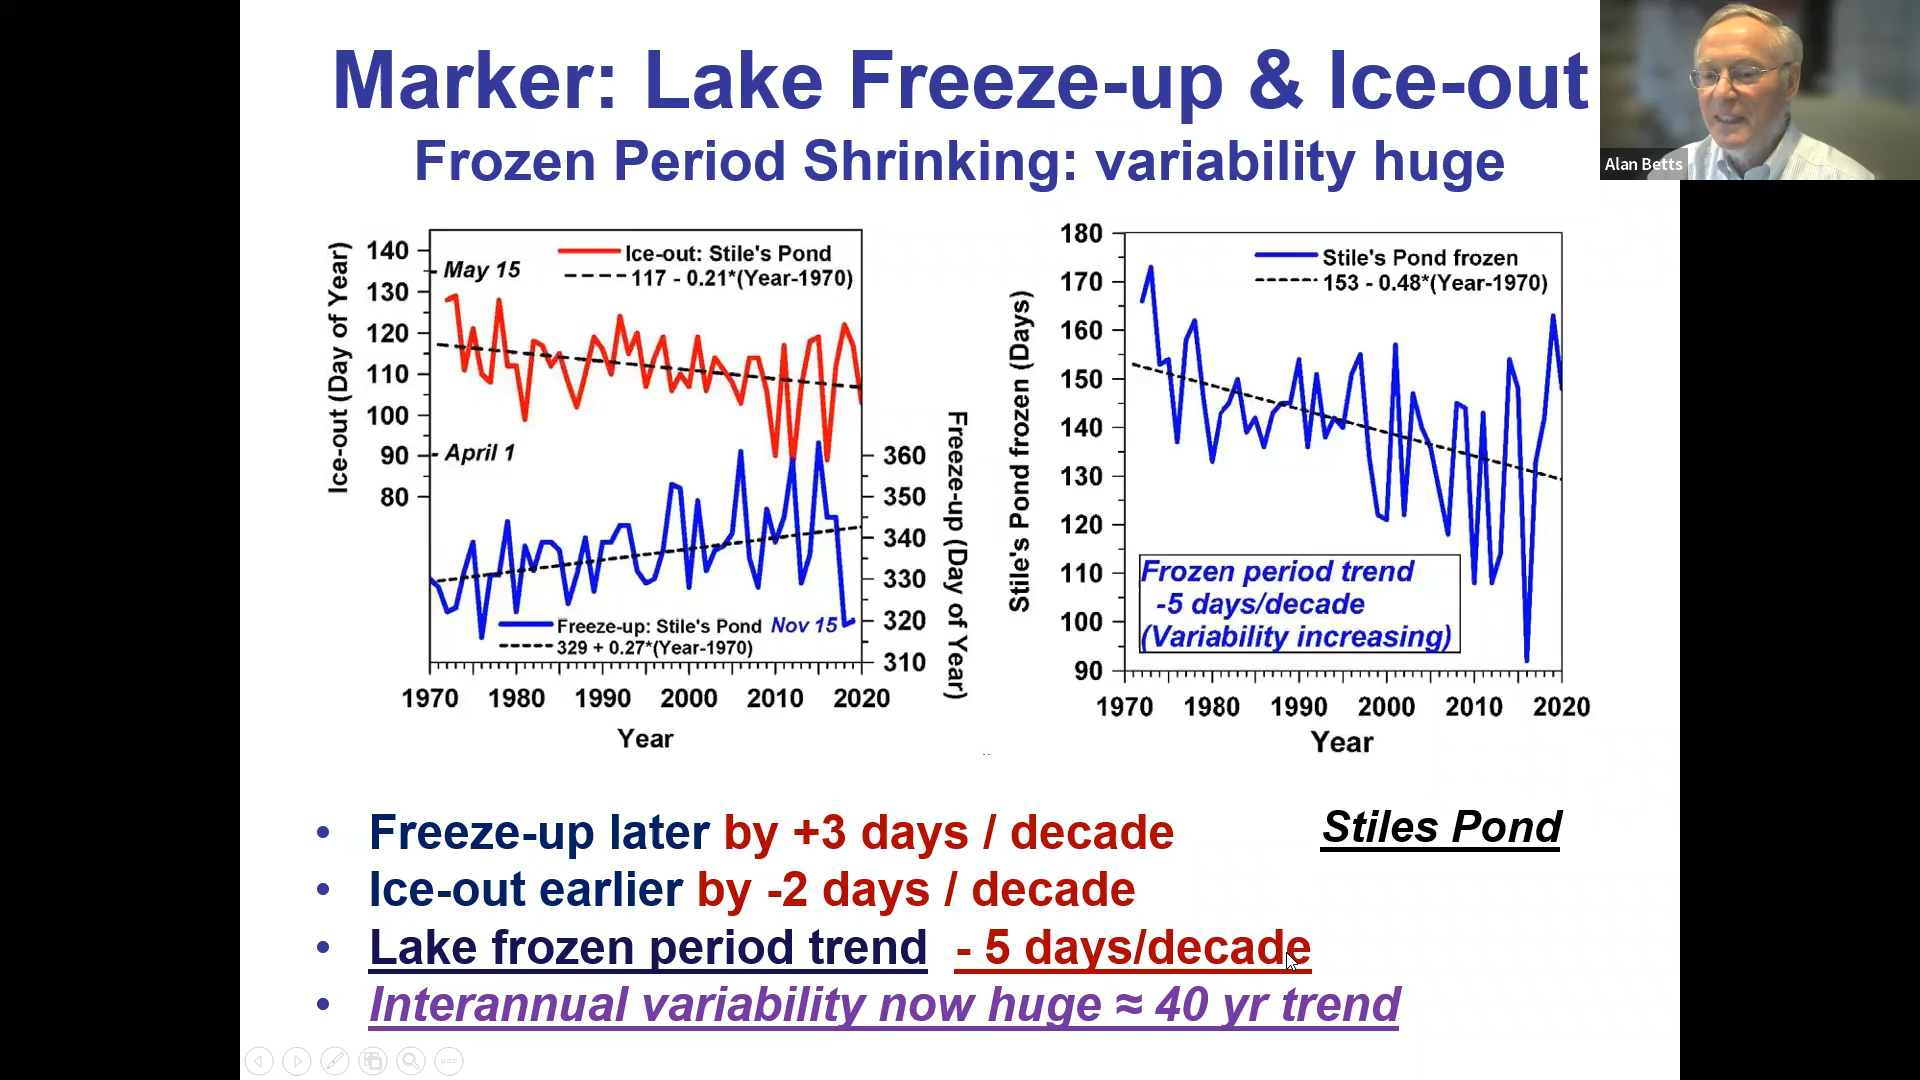 Marker: Lake Freeze-up & Ice-out
Frozen Period Shrinking: variability huge
Alan Betts
Ice-out (Day of Year)
140
130
120
110
100
90
80
May 15
April 1
Ice-out: Stile's Pond
117 - 0.21*(Year-1970)
Freeze-up: Stile's Pond
Nov 15
329 + 0.27*(Year-1970)
360
350
340
330
320
310
Freeze-up (Day of Year)
1970 1980 1990 2000 2010 2020
Year
Stile's Pond frozen (Days)
180
170
160
150
140
130
120
110
100
90
Stile's Pond frozen
153 - 0.48*(Year-1970)
Frozen period trend
-5 days/decade
(Variability increasing)
1970 1980 1990 2000 2010 2020
Year
• Freeze-up later by +3 days / decade
Stiles Pond
• Ice-out earlier by -2 days / decade
• Lake frozen period trend - 5 days/decade
• Interannual variability now huge ≈ 40 yr trend